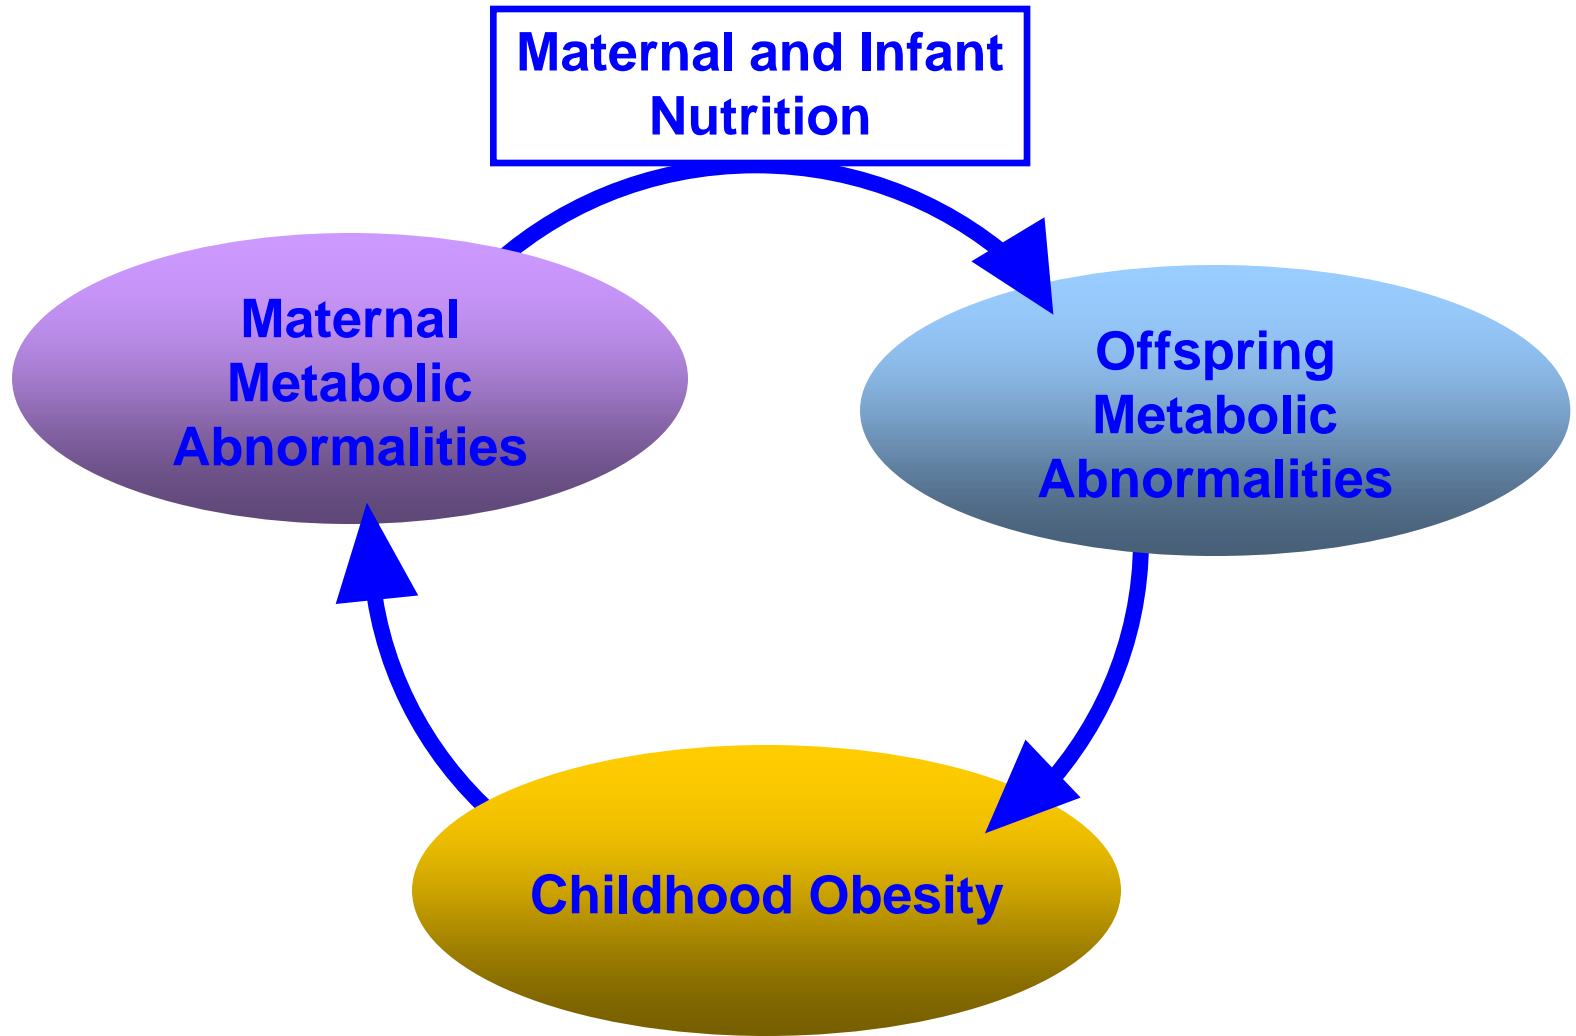 Maternal and Infant
Nutrition
Maternal
Metabolic
Abnormalities
Offspring
Metabolic
Abnormalities
Childhood Obesity